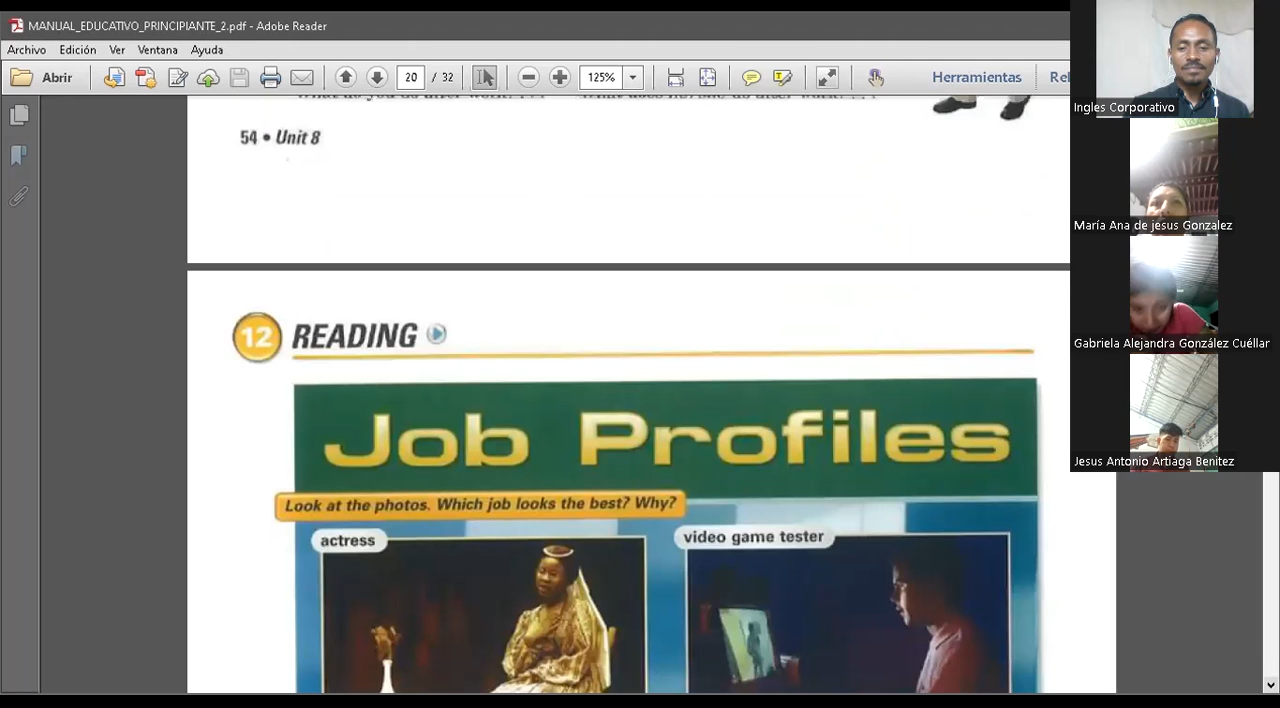 MANUAL_EDUCATIVO_PRINCIPIANTE_2.pdf - Adobe Reader
Archivo Edición Ver Ventana Ayuda
Abrir 20 / 32 125% Herramientas
54 • Unit 8
12 READING
Job Profiles
Look at the photos. Which job looks the best? Why?
actress
video game tester
Ingles Corporativo
María Ana de jesus Gonzalez
Gabriela Alejandra González Cuéllar
Jesus Antonio Artiaga Benitez